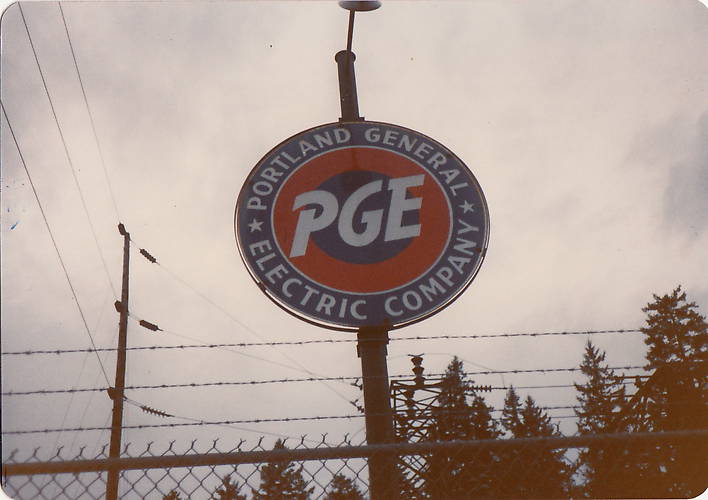 PORTLAND GENERAL
PGE
ELECTRIC COMPANY